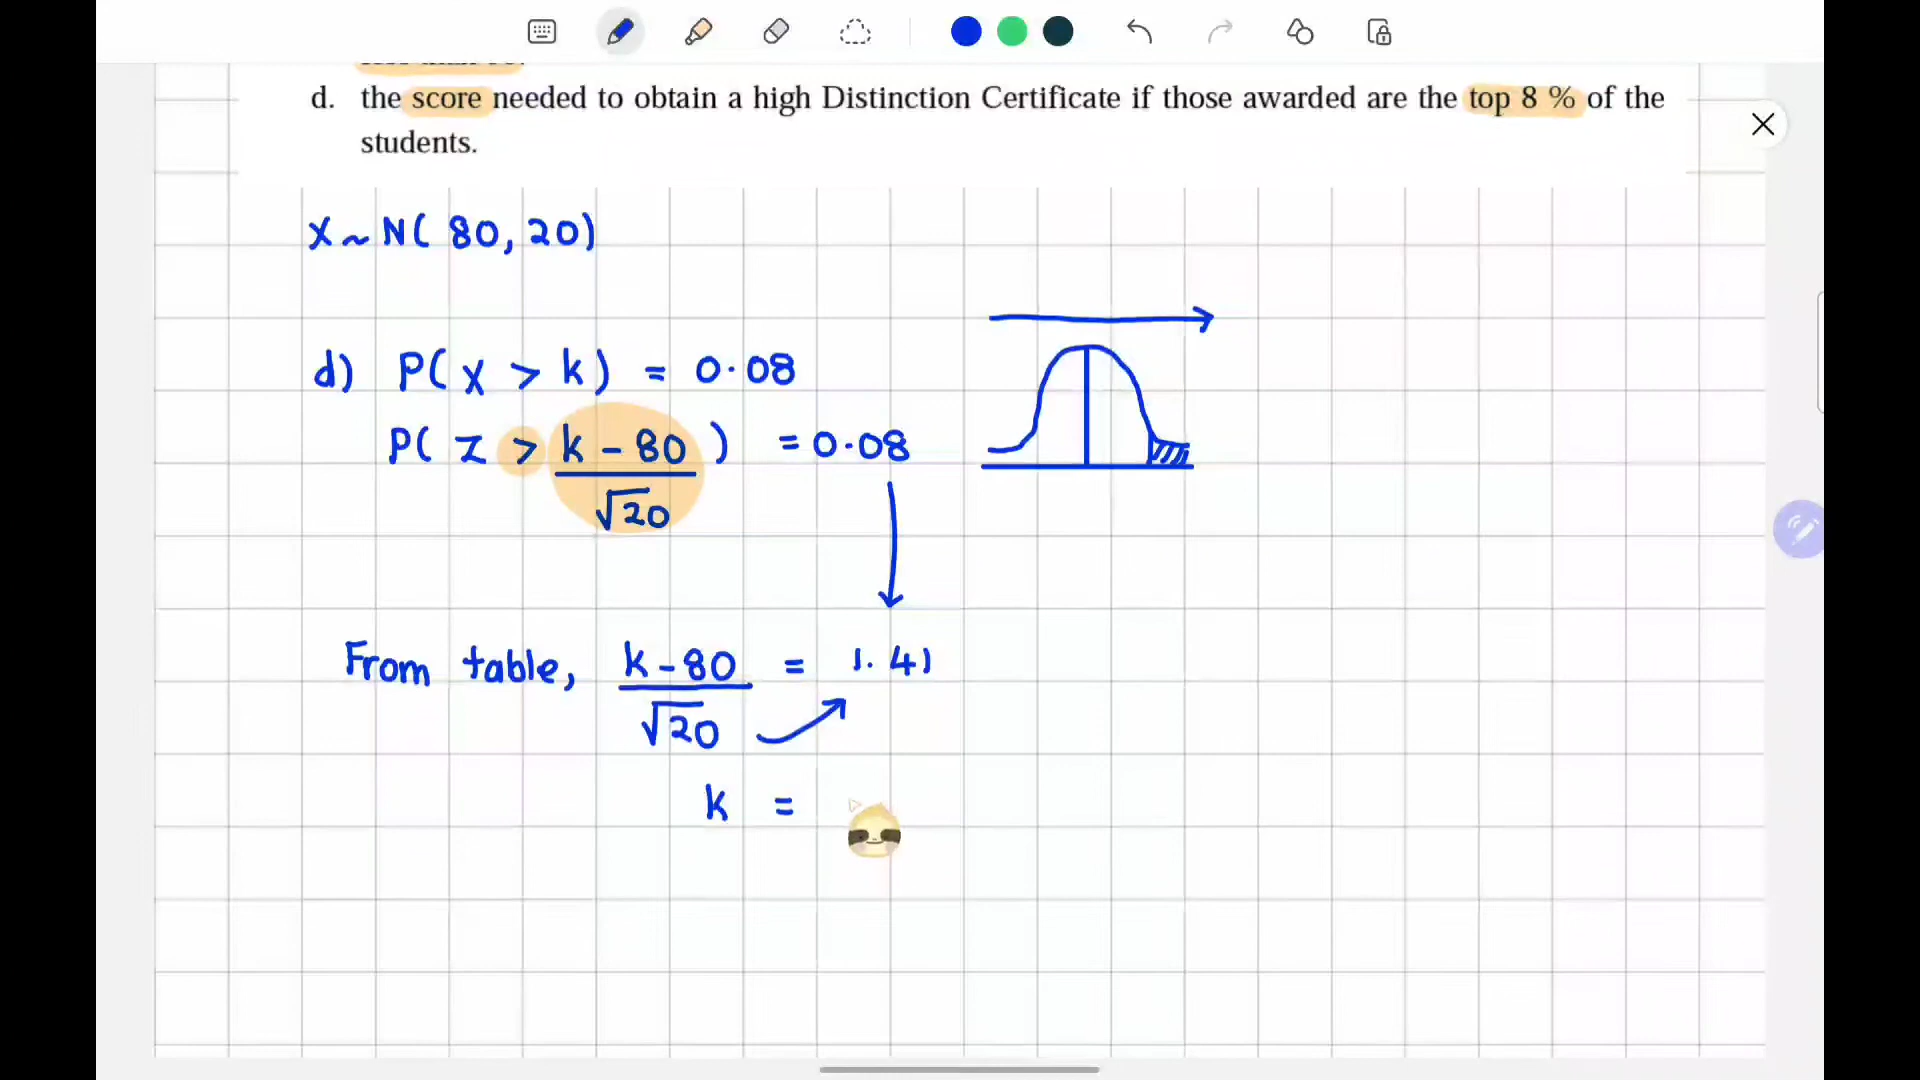 d. the score needed to obtain a high Distinction Certificate if those awarded are the top 8 % of the
students.
X ~ N( 80, 20)
d) P( X > k) = 0.08
P( Z > k - 80 ) = 0.08
√20
From table, k - 80 = 1.41
√20
k =